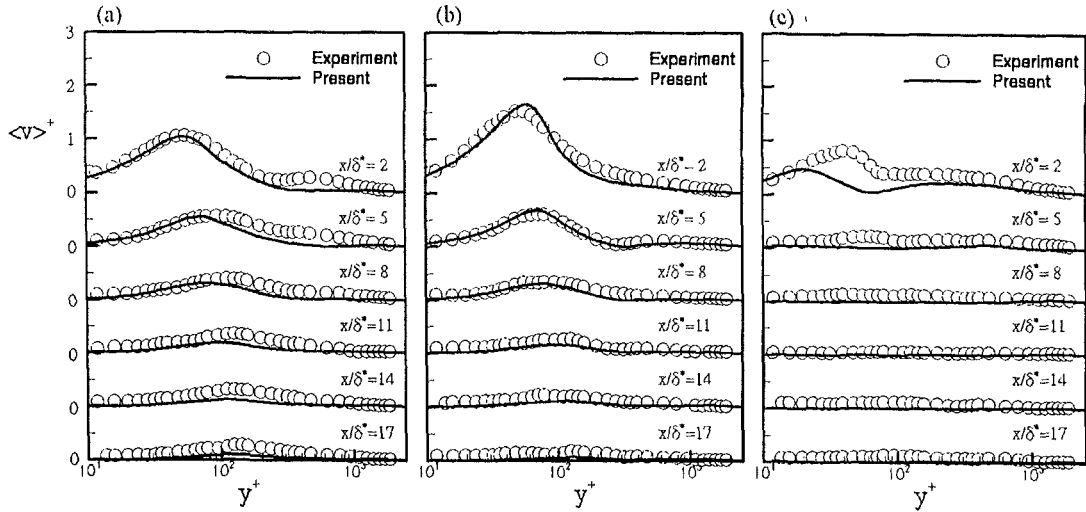 (a)
(b)
(c)
3
2
1
0
0
0
0
0
0
<v>+
Experiment
Present
x/δ*= 2
x/δ*= 5
x/δ*= 8
x/δ*=11
x/δ*=14
x/δ*=17
10¹
10²
10³
y+
Experiment
Present
x/δ*= 2
x/δ*= 5
x/δ*= 8
x/δ*=11
x/δ*=14
x/δ*=17
10¹
10²
10³
y+
Experiment
Present
x/δ*= 2
x/δ*= 5
x/δ*= 8
x/δ*=11
x/δ*=14
x/δ*=17
10¹
10²
10³
y+